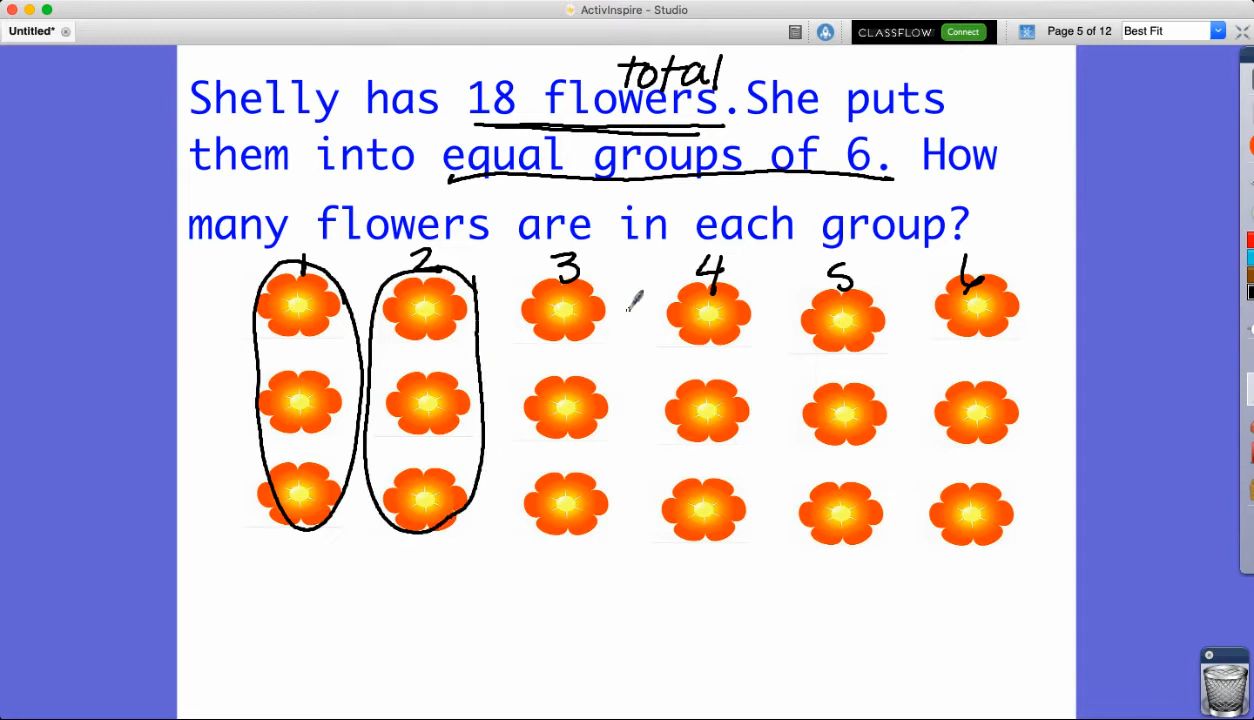 ActivInspire - Studio
Untitled*
CLASSFLOW
Connect
Page 5 of 12
Best Fit
total
Shelly has 18 flowers.She puts
them into equal groups of 6. How
many flowers are in each group?
1 2 3 4 5 6